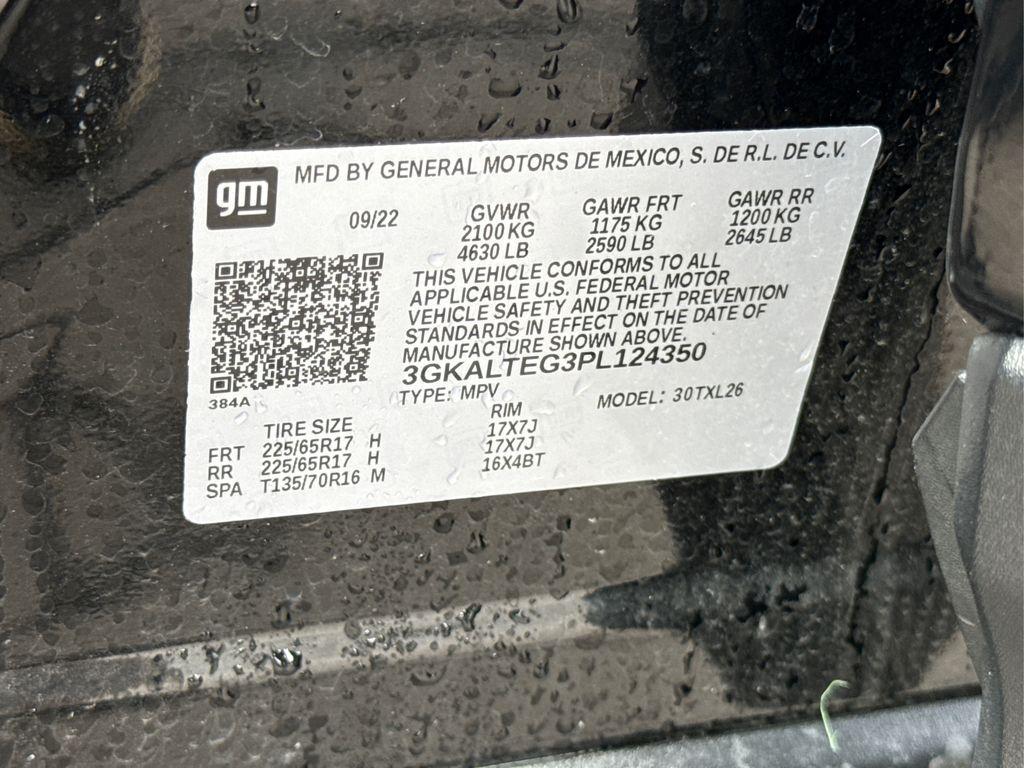 gm
MFD BY GENERAL MOTORS DE MEXICO, S. DE R.L. DE C.V.
09/22 GVWR GAWR FRT GAWR RR
2100 KG 1175 KG 1200 KG
4630 LB 2590 LB 2645 LB
THIS VEHICLE CONFORMS TO ALL
APPLICABLE U.S. FEDERAL MOTOR
VEHICLE SAFETY AND THEFT PREVENTION
STANDARDS IN EFFECT ON THE DATE OF
MANUFACTURE SHOWN ABOVE.
3GKALTEG3PL124350
384A TYPE: MPV MODEL: 30TXL26
TIRE SIZE RIM
FRT 225/65R17 H 17X7J
RR 225/65R17 H 17X7J
SPA T135/70R16 M 16X4BT